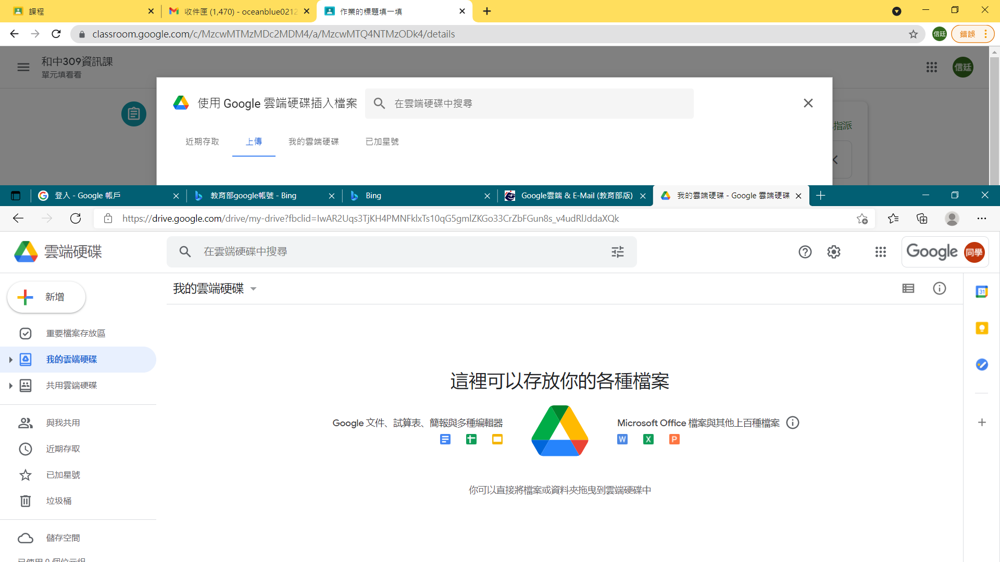 課程
收件匣 (1,470) - oceanblue0212
作業的標題填一填
classroom.google.com/c/MzcwMTMzMDc2MDM4/a/MzcwMTQ4NTMzODk4/details
信廷
錯誤
和中309資訊課
單元填看看
信廷
使用 Google 雲端硬碟插入檔案
在雲端硬碟中搜尋
指派
近期存取
上傳
我的雲端硬碟
已加星號
登入 - Google 帳戶
教育部google帳號 - Bing
Bing
Google雲端 & E-Mail (教育部版)
我的雲端硬碟 - Google 雲端硬碟
https://drive.google.com/drive/my-drive?fbclid=IwAR2Uqs3TjKH4PMNFklxTs10qG5gmlZKGo33CrZbFGun8s_v4udRlJddaXQk
雲端硬碟
在雲端硬碟中搜尋
Google
同學
新增
我的雲端硬碟
31
重要檔案存放區
我的雲端硬碟
共用雲端硬碟
這裡可以存放你的各種檔案
與我共用
Google 文件、試算表、簡報與多種編輯器
Microsoft Office 檔案與其他上百種檔案
W X P
近期存取
已加星號
你可以直接將檔案或資料夾拖曳到雲端硬碟中
垃圾桶
儲存空間
已使用 0 個位元組